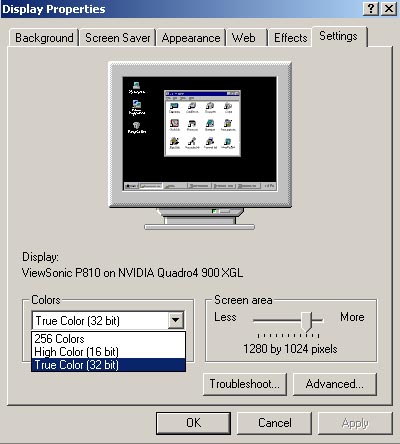 Display Properties
Background Screen Saver Appearance Web Effects Settings
Display:
ViewSonic P810 on NVIDIA Quadro4 900 XGL
Colors
True Color (32 bit)
256 Colors
High Color (16 bit)
True Color (32 bit)
Screen area
Less More
1280 by 1024 pixels
Troubleshoot... Advanced...
OK Cancel Apply